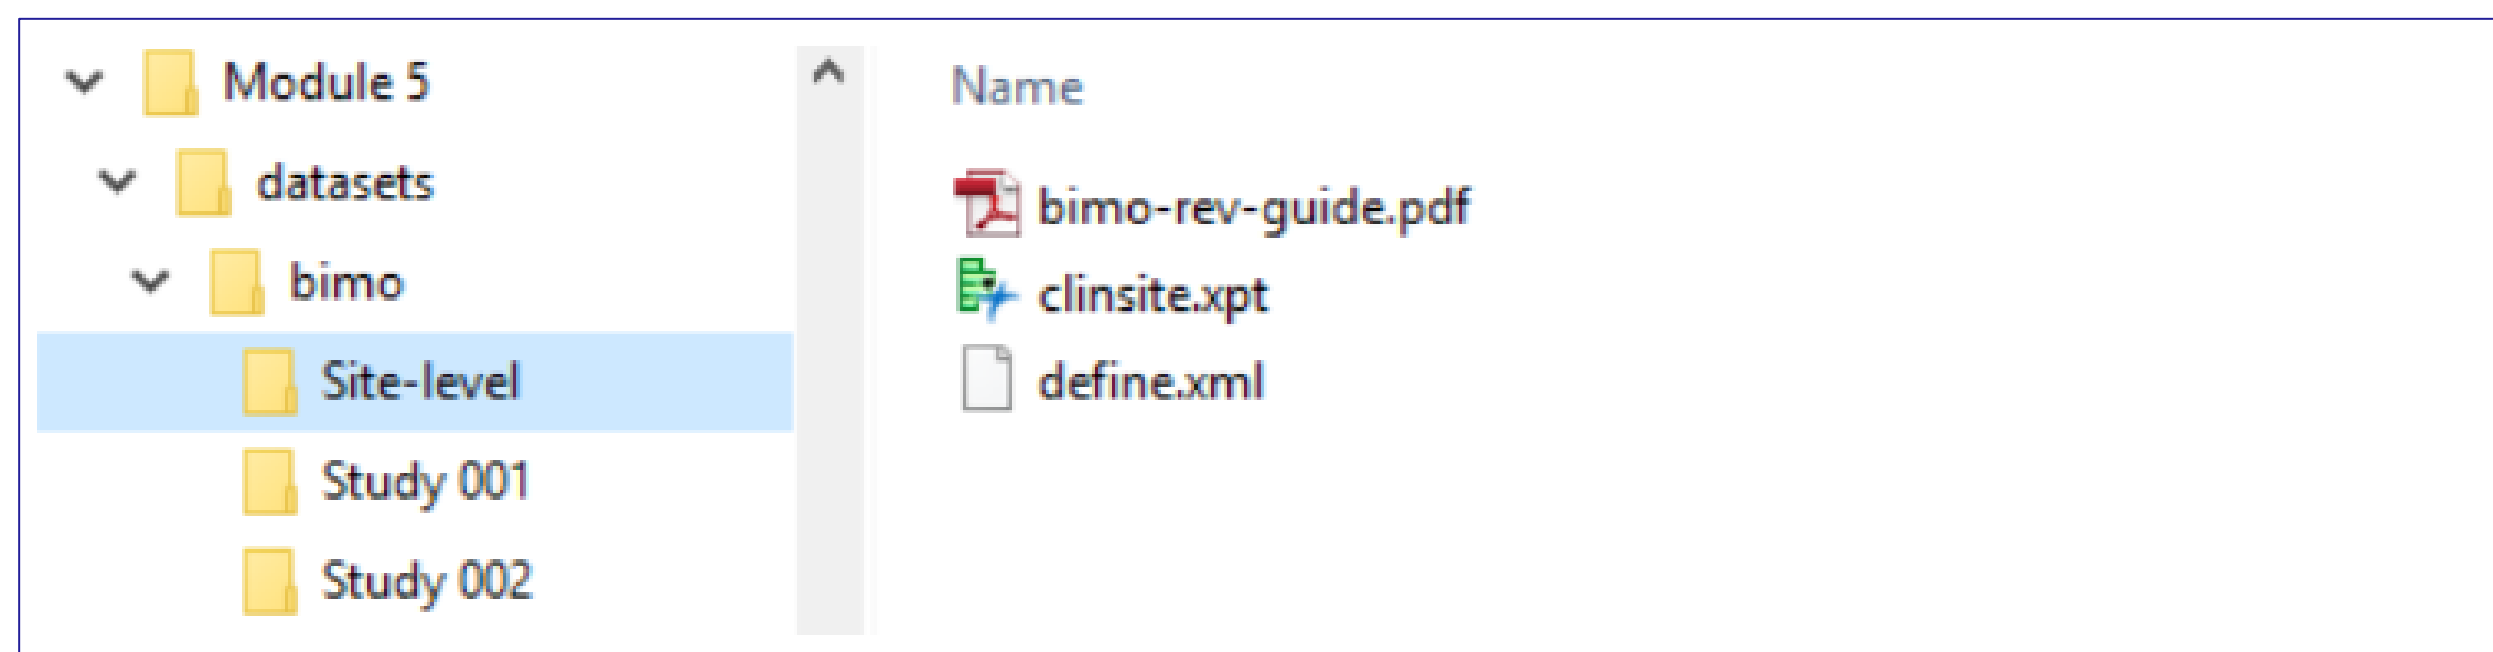 Module 5
datasets
bimo
Site-level
Study 001
Study 002
Name
bimo-rev-guide.pdf
clinsite.xpt
define.xml